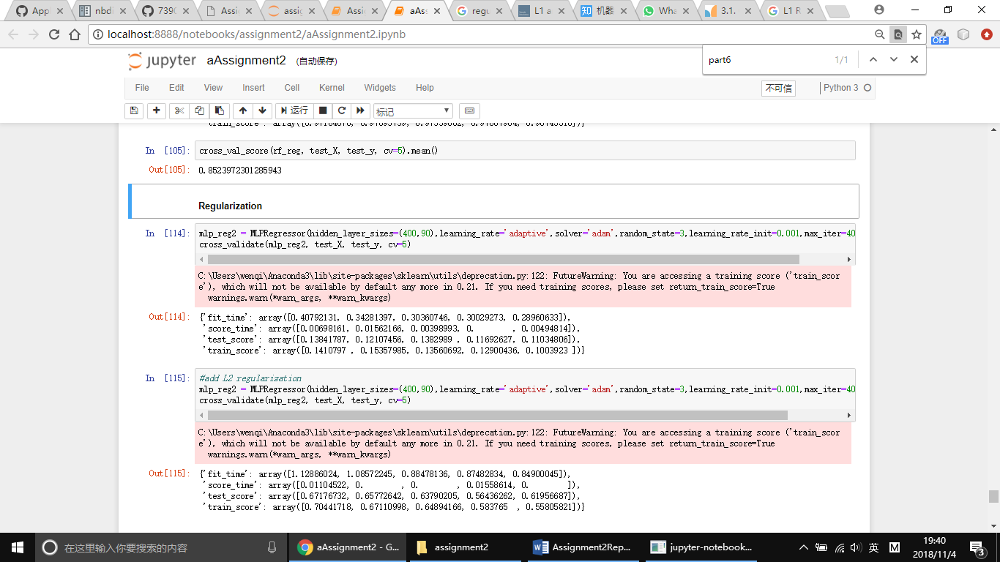 App
nbdl
7390
Assi
assig
Assi
aAss
regu
L1 a
知 机器
Wha
3.1.
L1 R
localhost:8888/notebooks/assignment2/aAssignment2.ipynb
OFF
part6 1/1
jupyter aAssignment2 (自动保存)
File Edit View Insert Cell Kernel Widgets Help 不可信 Python 3
运行 标记
In [105]: cross_val_score(rf_reg, test_X, test_y, cv=5).mean()
Out[105]: 0.8523972301285943
Regularization
In [114]: mlp_reg2 = MLPRegressor(hidden_layer_sizes=(400,90),learning_rate='adaptive',solver='adam',random_state=3,learning_rate_init=0.001,max_iter=40
cross_validate(mlp_reg2, test_X, test_y, cv=5)
C:\Users\wenqi\Anaconda3\lib\site-packages\sklearn\utils\deprecation.py:122: FutureWarning: You are accessing a training score ('train_scor
e'), which will not be available by default any more in 0.21. If you need training scores, please set return_train_score=True
warnings.warn(*warn_args, **warn_kwargs)
Out[114]: {'fit_time': array([0.40792131, 0.34281397, 0.30360746, 0.30029273, 0.28960633]),
'score_time': array([0.00698161, 0.01562166, 0.00398993, 0.        , 0.00494814]),
'test_score': array([0.13841787, 0.12107456, 0.1382989 , 0.11692627, 0.11034806]),
'train_score': array([0.1410797 , 0.15357985, 0.13560692, 0.12900436, 0.1003923 ])}
In [115]: #add L2 regularization
mlp_reg2 = MLPRegressor(hidden_layer_sizes=(400,90),learning_rate='adaptive',solver='adam',random_state=3,learning_rate_init=0.001,max_iter=40
cross_validate(mlp_reg2, test_X, test_y, cv=5)
C:\Users\wenqi\Anaconda3\lib\site-packages\sklearn\utils\deprecation.py:122: FutureWarning: You are accessing a training score ('train_scor
e'), which will not be available by default any more in 0.21. If you need training scores, please set return_train_score=True
warnings.warn(*warn_args, **warn_kwargs)
Out[115]: {'fit_time': array([1.12886024, 1.08572245, 0.88478136, 0.87482834, 0.84900045]),
'score_time': array([0.01104522, 0.        , 0.        , 0.01558614, 0.        ]),
'test_score': array([0.67176732, 0.65772642, 0.63790205, 0.56436262, 0.61956687]),
'train_score': array([0.70441718, 0.67110998, 0.64894166, 0.583765  , 0.55805821])}
在这里输入你要搜索的内容
aAssignment2 - G...
assignment2
Assignment2Rep...
jupyter-notebook...
英 M
19:40
2018/11/4
3